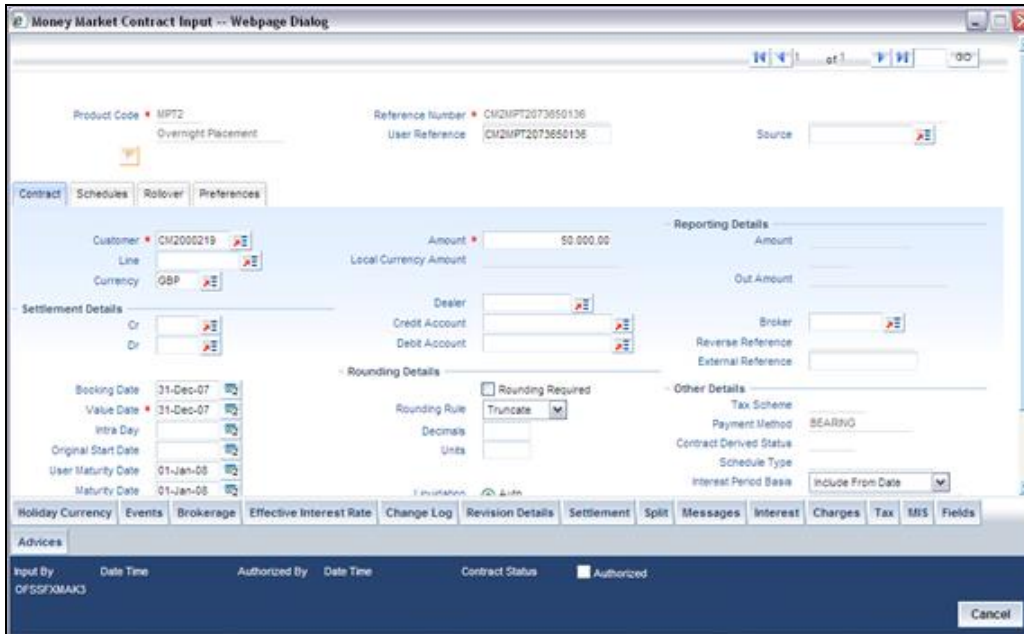 Money Market Contract Input -- Webpage Dialog
1 of 1 GO
Product Code * MPT2 Reference Number * CM2MPT2073650136
Overnight Placement User Reference CM2MPT2073650136 Source
Contract Schedules Rollover Preferences
Reporting Details
Customer * CM2000219 Amount * 50,000.00 Amount
Line Local Currency Amount
Currency GBP Out Amount
Settlement Details Dealer
Cr Credit Account Broker
Dr Debit Account Reverse Reference
External Reference
Rounding Details
Booking Date 31-Dec-07 Rounding Required Other Details
Value Date * 31-Dec-07 Rounding Rule Truncate Tax Scheme
Intra Day Decimals Payment Method BEARING
Original Start Date Units Contract Derived Status
Schedule Type
User Maturity Date 01-Jan-08 Interest Period Basis Include From Date
Maturity Date 01-Jan-08 Liquidation Auto
Holiday Currency Events Brokerage Effective Interest Rate Change Log Revision Details Settlement Split Messages Interest Charges Tax MIS Fields
Advices
Input By Date Time Authorized By Date Time Contract Status Authorized
OFSSFXMAK3
Cancel